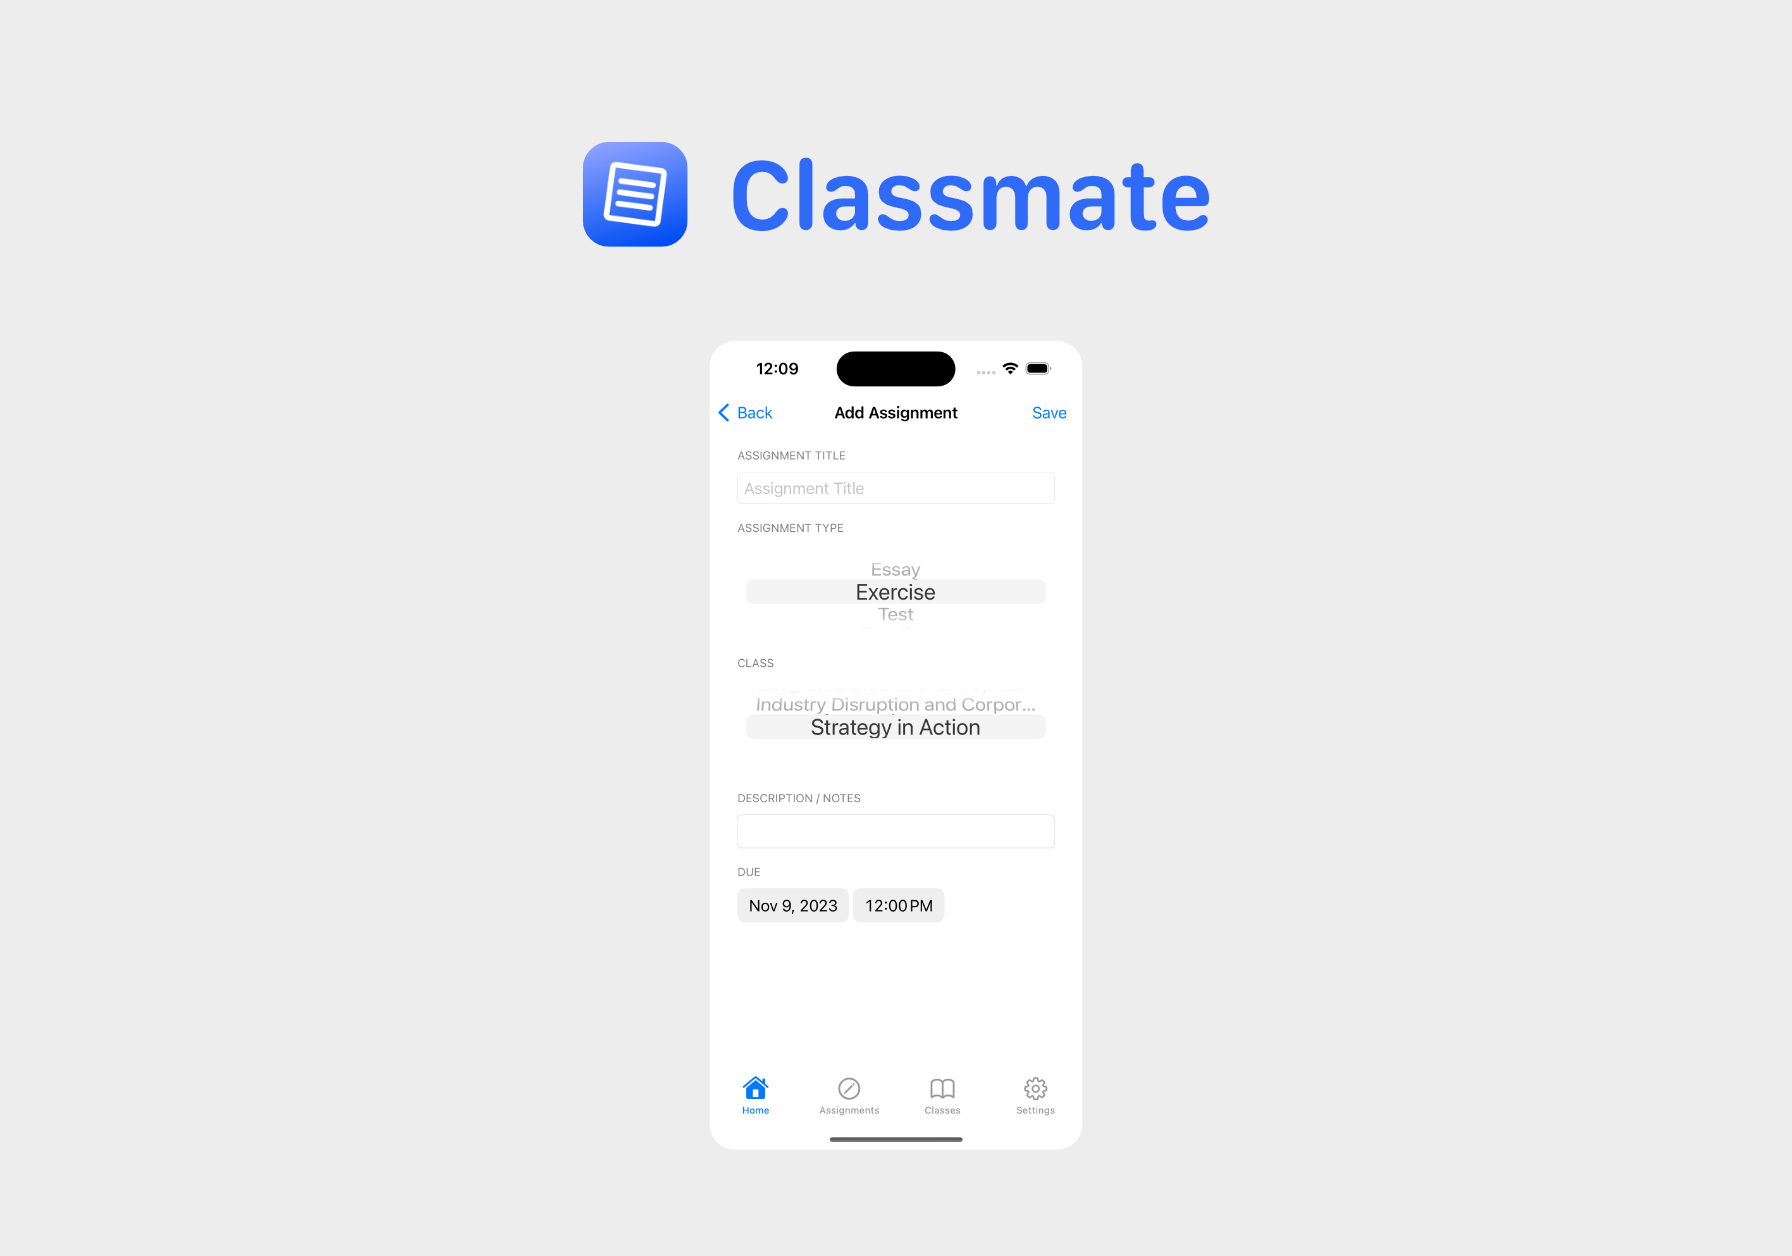 Classmate
12:09
Back
Add Assignment
Save
ASSIGNMENT TITLE
Assignment Title
ASSIGNMENT TYPE
Essay
Exercise
Test
CLASS
Industry Disruption and Corpor...
Strategy in Action
DESCRIPTION / NOTES
DUE
Nov 9, 2023 12:00 PM
Home Assignments Classes Settings